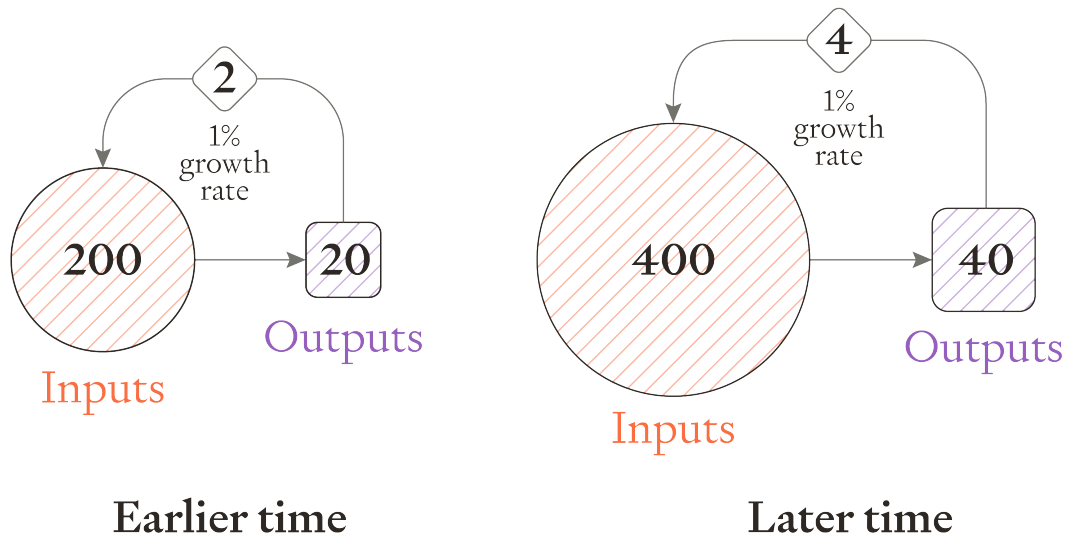 2
1%
growth
rate
200
20
Outputs
Inputs
Earlier time
4
1%
growth
rate
400
40
Outputs
Inputs
Later time